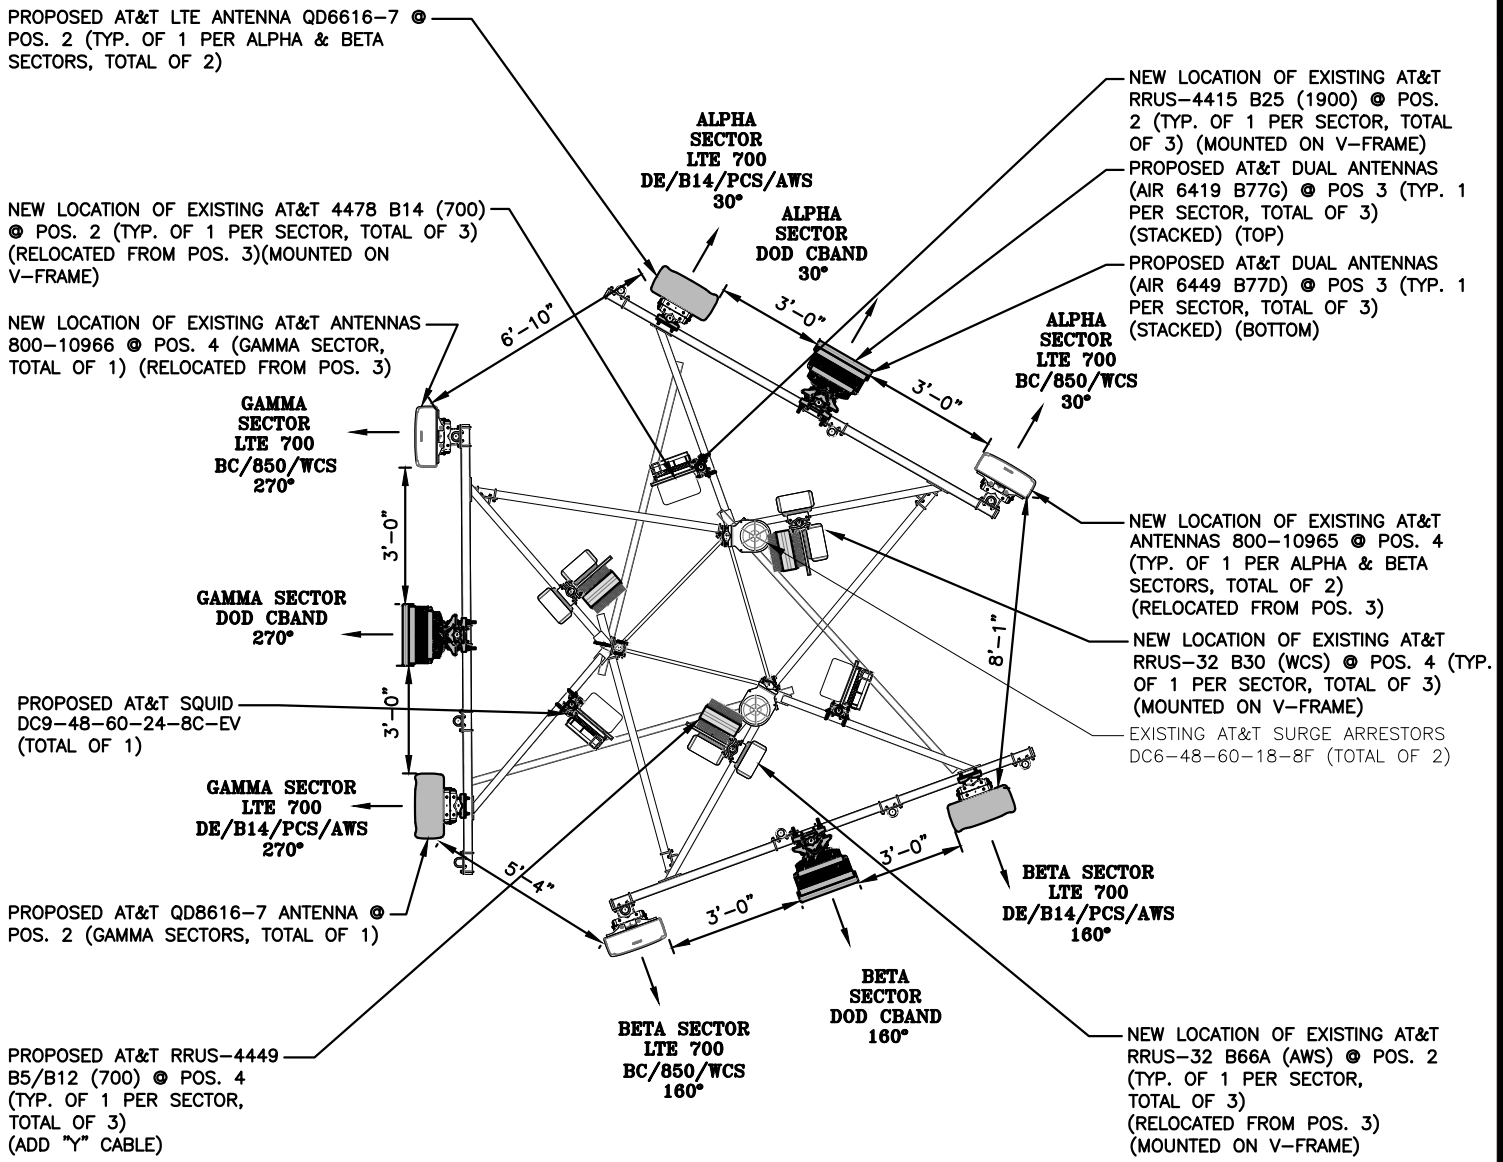 PROPOSED AT&T LTE ANTENNA QD6616-7 @
POS. 2 (TYP. OF 1 PER ALPHA & BETA
SECTORS, TOTAL OF 2)
NEW LOCATION OF EXISTING AT&T 4478 B14 (700)
@ POS. 2 (TYP. OF 1 PER SECTOR, TOTAL OF 3)
(RELOCATED FROM POS. 3)(MOUNTED ON
V-FRAME)
NEW LOCATION OF EXISTING AT&T ANTENNAS
800-10966 @ POS. 4 (GAMMA SECTOR,
TOTAL OF 1) (RELOCATED FROM POS. 3)
GAMMA
SECTOR
LTE 700
BC/850/WCS
270°
GAMMA SECTOR
DOD CBAND
270°
PROPOSED AT&T SQUID
DC9-48-60-24-8C-EV
(TOTAL OF 1)
GAMMA SECTOR
LTE 700
DE/B14/PCS/AWS
270°
PROPOSED AT&T QD8616-7 ANTENNA @
POS. 2 (GAMMA SECTORS, TOTAL OF 1)
PROPOSED AT&T RRUS-4449
B5/B12 (700) @ POS. 4
(TYP. OF 1 PER SECTOR,
TOTAL OF 3)
(ADD "Y" CABLE)
ALPHA
SECTOR
LTE 700
DE/B14/PCS/AWS
30°
ALPHA
SECTOR
DOD CBAND
30°
ALPHA
SECTOR
LTE 700
BC/850/WCS
30°
6'-10"
3'-0"
3'-0"
3'-0"
3'-0"
8'-1"
5'-4"
3'-0"
3'-0"
BETA SECTOR
LTE 700
DE/B14/PCS/AWS
160°
BETA
SECTOR
DOD CBAND
160°
BETA SECTOR
LTE 700
BC/850/WCS
160°
NEW LOCATION OF EXISTING AT&T
RRUS-4415 B25 (1900) @ POS.
2 (TYP. OF 1 PER SECTOR, TOTAL
OF 3) (MOUNTED ON V-FRAME)
PROPOSED AT&T DUAL ANTENNAS
(AIR 6419 B77G) @ POS 3 (TYP. 1
PER SECTOR, TOTAL OF 3)
(STACKED) (TOP)
PROPOSED AT&T DUAL ANTENNAS
(AIR 6449 B77D) @ POS 3 (TYP. 1
PER SECTOR, TOTAL OF 3)
(STACKED) (BOTTOM)
NEW LOCATION OF EXISTING AT&T
ANTENNAS 800-10965 @ POS. 4
(TYP. OF 1 PER ALPHA & BETA
SECTORS, TOTAL OF 2)
(RELOCATED FROM POS. 3)
NEW LOCATION OF EXISTING AT&T
RRUS-32 B30 (WCS) @ POS. 4 (TYP.
OF 1 PER SECTOR, TOTAL OF 3)
(MOUNTED ON V-FRAME)
EXISTING AT&T SURGE ARRESTORS
DC6-48-60-18-8F (TOTAL OF 2)
NEW LOCATION OF EXISTING AT&T
RRUS-32 B66A (AWS) @ POS. 2
(TYP. OF 1 PER SECTOR,
TOTAL OF 3)
(RELOCATED FROM POS. 3)
(MOUNTED ON V-FRAME)